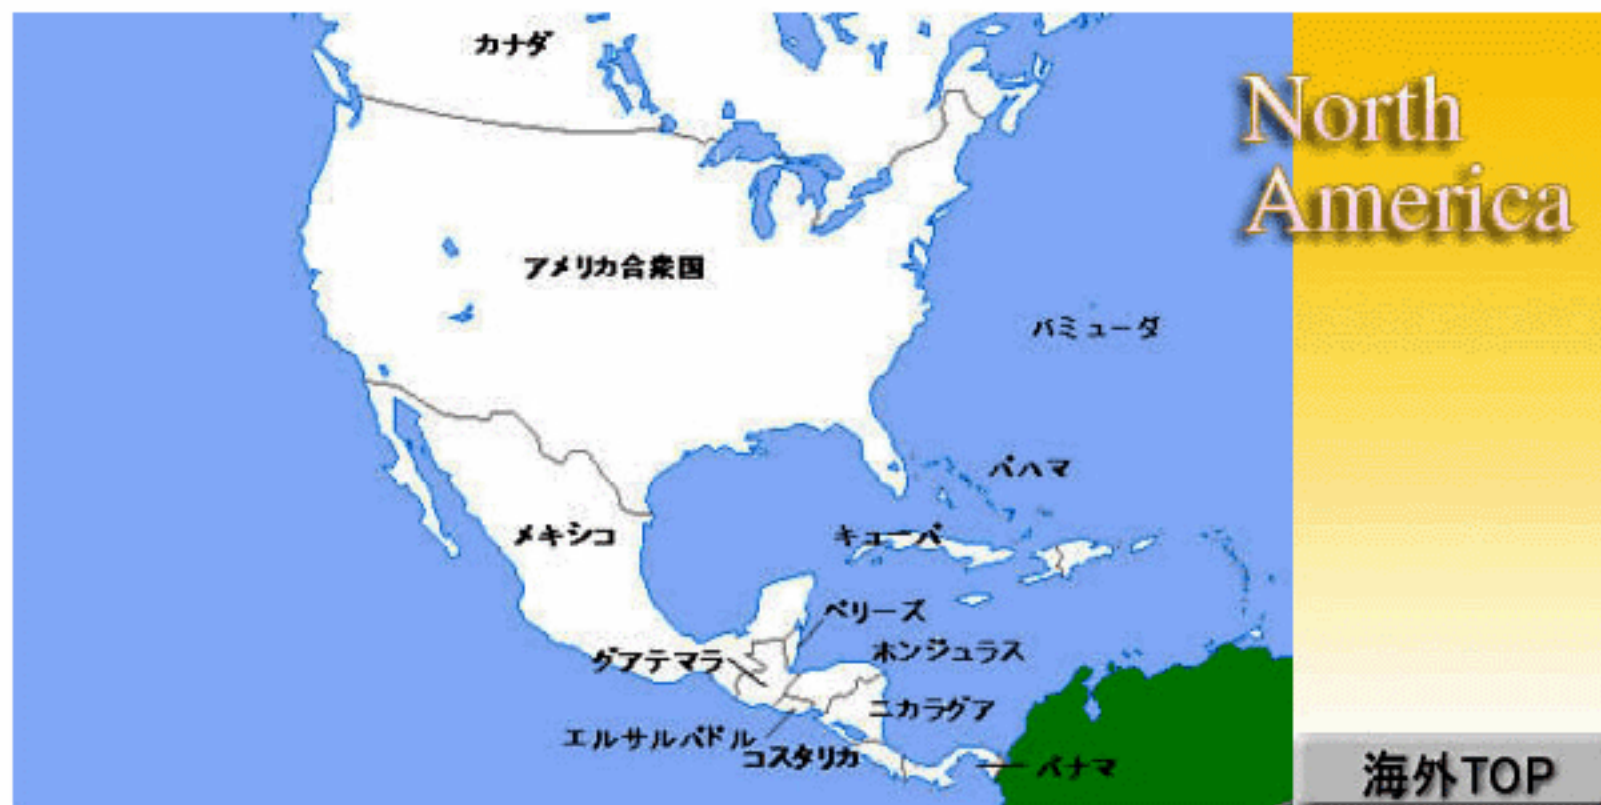 カナダ
North
America
アメリカ合衆国
バミューダ
バハマ
メキシコ
キューバ
ベリーズ
ホンジュラス
グアテマラ
ニカラグア
エルサルバドル
コスタリカ
パナマ
海外TOP